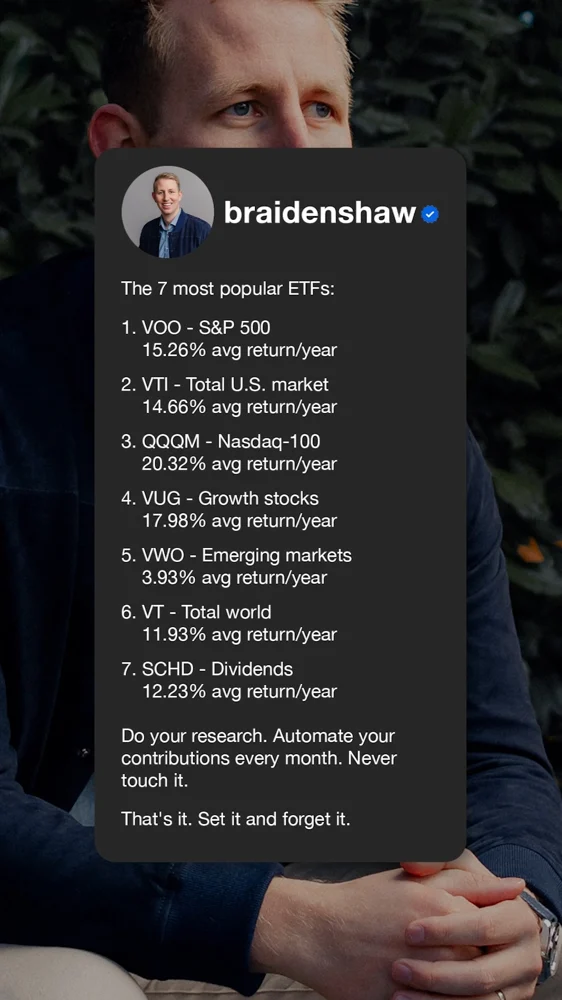 braidenshaw
The 7 most popular ETFs:
1. VOO - S&P 500
15.26% avg return/year
2. VTI - Total U.S. market
14.66% avg return/year
3. QQQM - Nasdaq-100
20.32% avg return/year
4. VUG - Growth stocks
17.98% avg return/year
5. VWO - Emerging markets
3.93% avg return/year
6. VT - Total world
11.93% avg return/year
7. SCHD - Dividends
12.23% avg return/year
Do your research. Automate your
contributions every month. Never
touch it.
That's it. Set it and forget it.